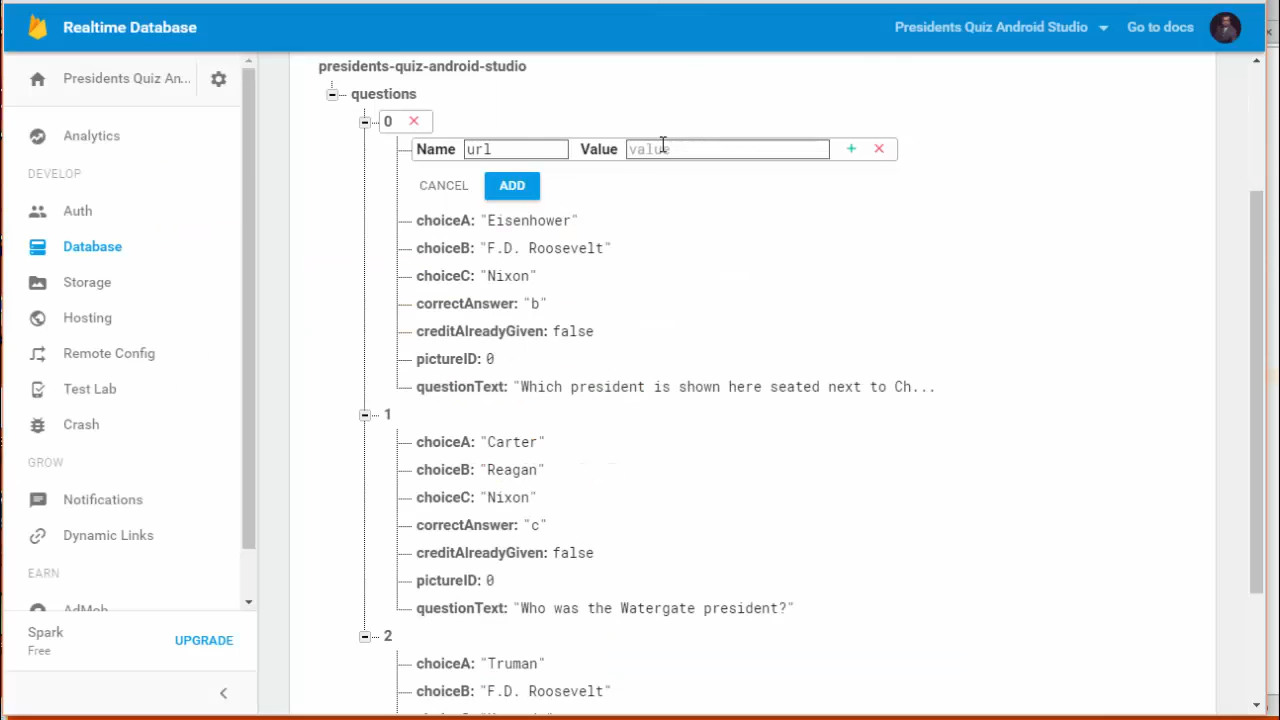 Realtime Database
Presidents Quiz Android Studio
Go to docs
Presidents Quiz An...
Analytics
DEVELOP
Auth
Database
Storage
Hosting
Remote Config
Test Lab
Crash
GROW
Notifications
Dynamic Links
EARN
AdMob
Spark
Free
UPGRADE
presidents-quiz-android-studio
questions
0
Name url Value value
CANCEL ADD
choiceA: "Eisenhower"
choiceB: "F.D. Roosevelt"
choiceC: "Nixon"
correctAnswer: "b"
creditAlreadyGiven: false
pictureID: 0
questionText: "Which president is shown here seated next to Ch...
1
choiceA: "Carter"
choiceB: "Reagan"
choiceC: "Nixon"
correctAnswer: "c"
creditAlreadyGiven: false
pictureID: 0
questionText: "Who was the Watergate president?"
2
choiceA: "Truman"
choiceB: "F.D. Roosevelt"